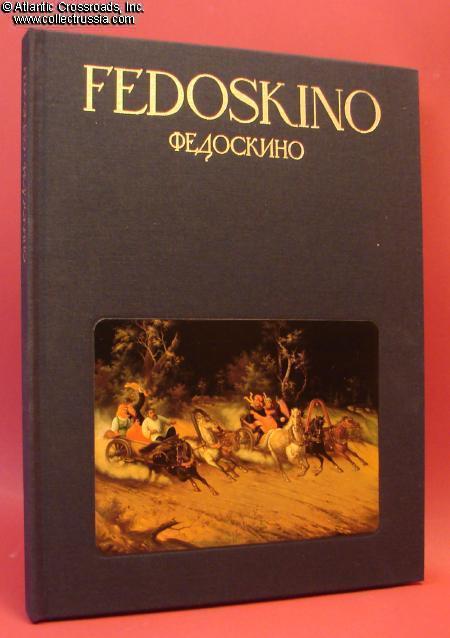 © Atlantic Crossroads, Inc.
www.collectrussia.com
FEDOSKINO
ФЕДОСКИНО